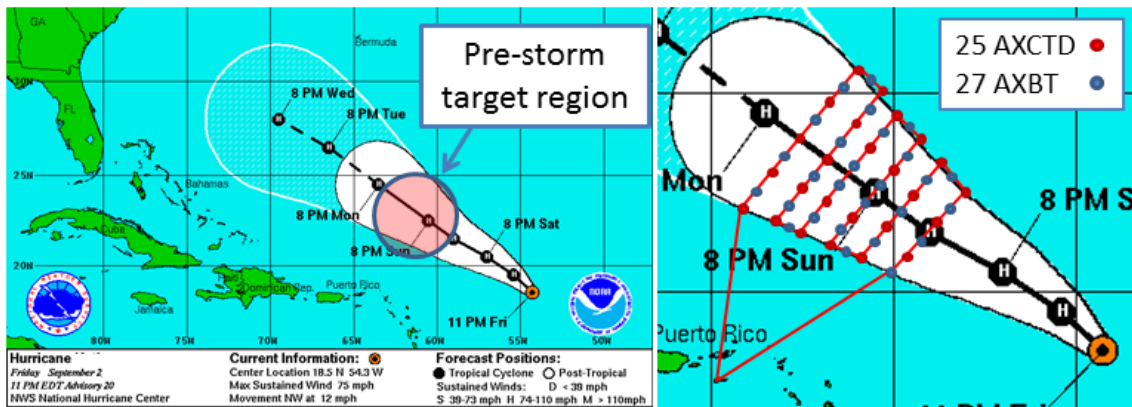 GA
FL
Bermuda
Pre-storm
target region
30N
25N
20N
8 PM Wed
8 PM Tue
8 PM Mon
8 PM Sat
8 PM Sun
11 PM Fri
Bahamas
Cuba
Jamaica
Dominican Rep.
Puerto Rico
NOAA
80W
75W
70W
65W
60W
55W
50W
Hurricane
Friday September 2
11 PM EDT Advisory 20
NWS National Hurricane Center
Current Information:
Center Location 18.5 N 54.3 W
Max Sustained Wind 75 mph
Movement NW at 12 mph
Forecast Positions:
Tropical Cyclone Post-Tropical
Sustained Winds: D < 39 mph
S 39-73 mph H 74-110 mph M > 110mph
25 AXCTD
27 AXBT
Mon
8 PM S
8 PM Sun
Puerto Rico
H
H
H
H
H